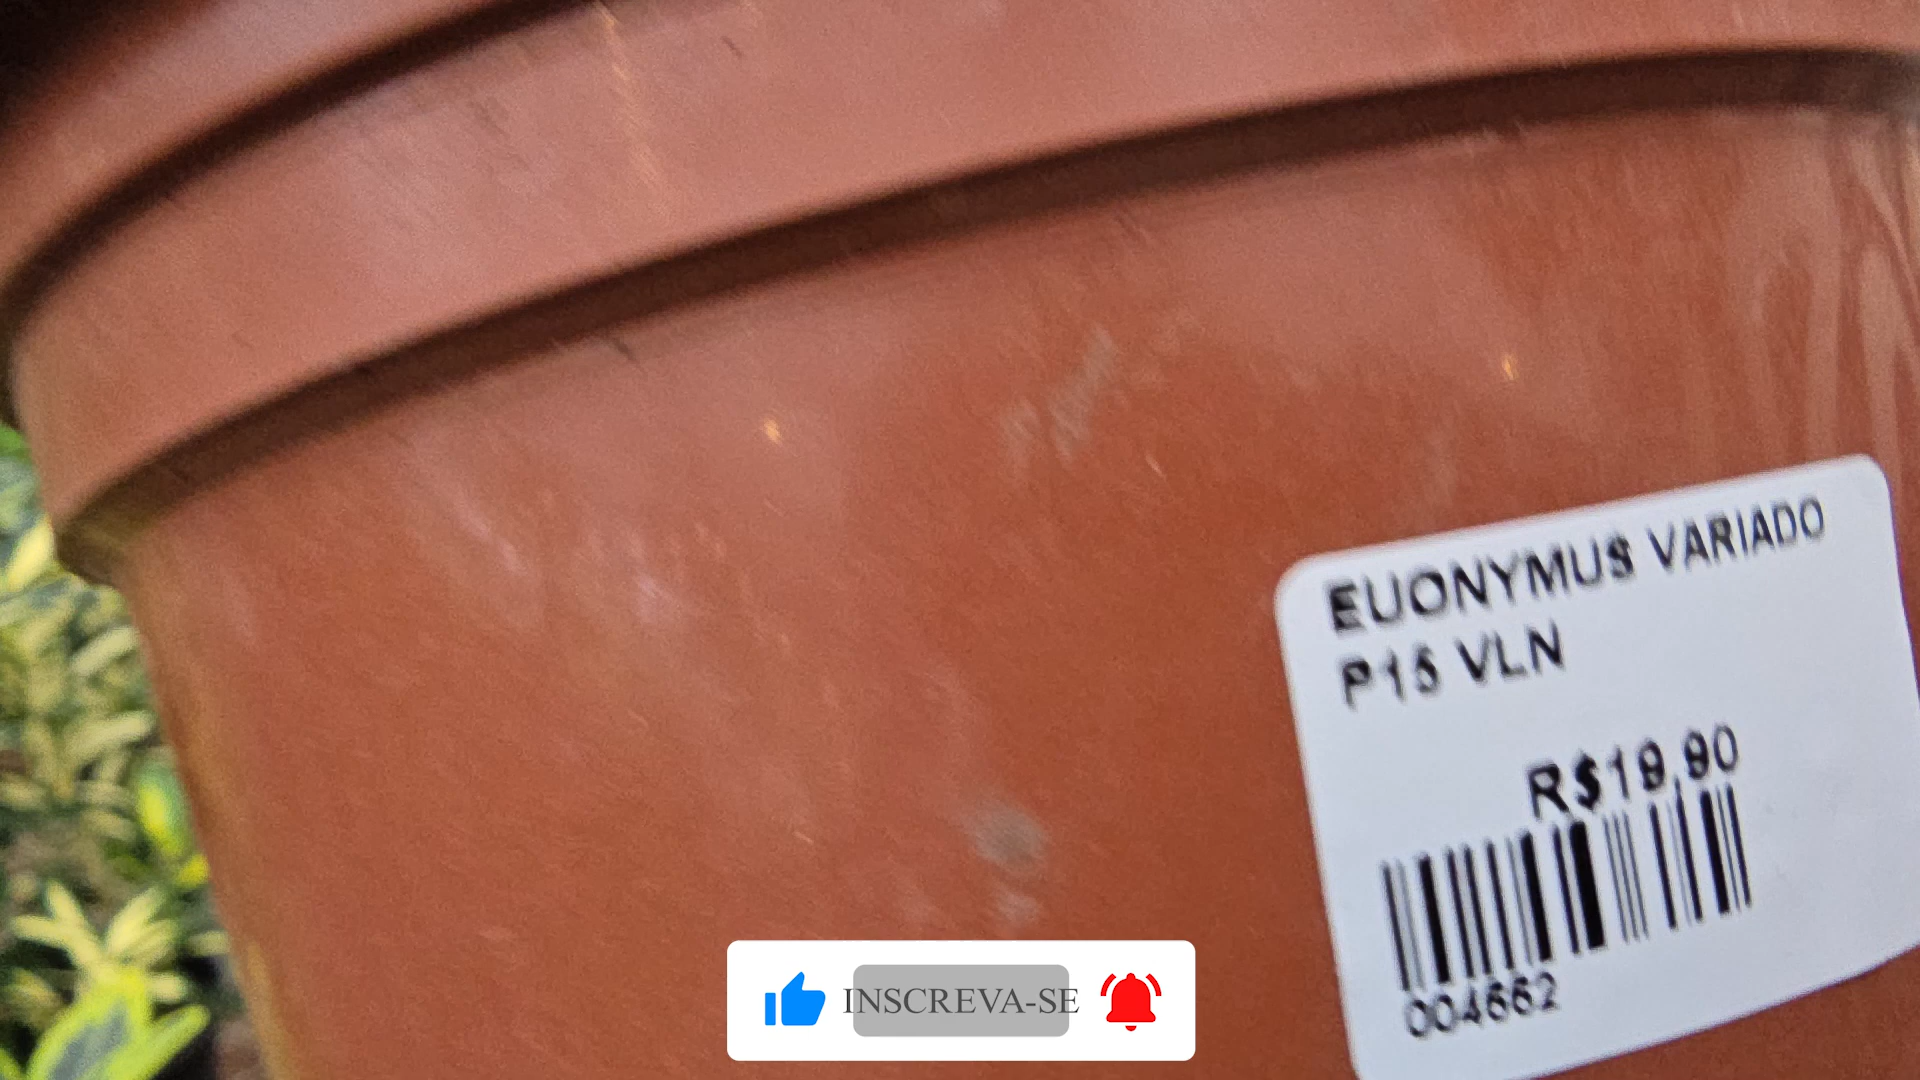 EUONYMUS VARIADO
P15 VLN
R$19,90
004662
INSCREVA-SE